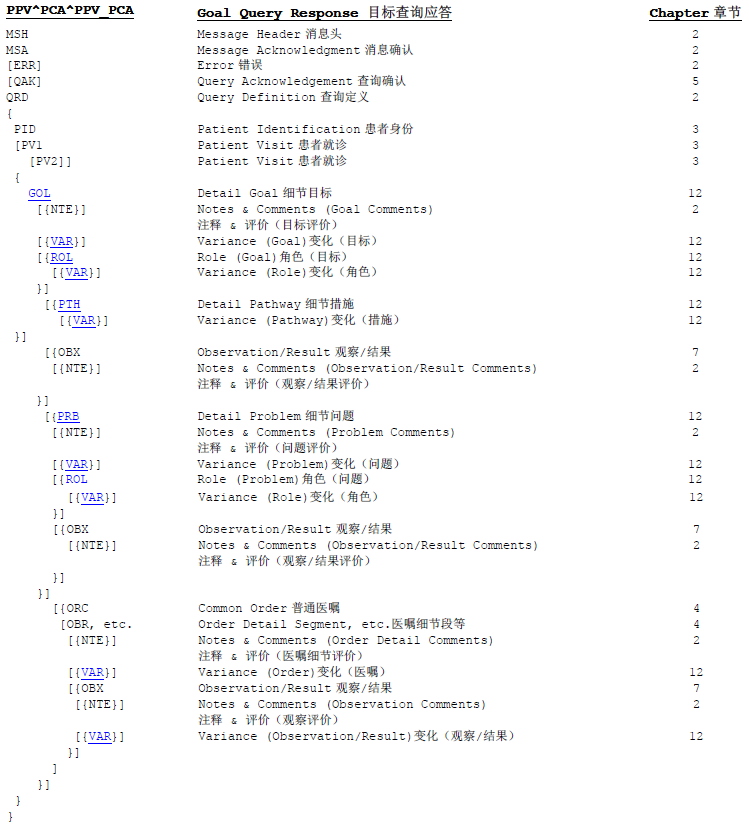 PPV^PCA^PPV_PCA Goal Query Response 目标查询应答 Chapter 章节
MSH Message Header 消息头 2
MSA Message Acknowledgment 消息确认 2
[ERR] Error 错误 2
[QAK] Query Acknowledgement 查询确认 5
QRD Query Definition 查询定义 2
{
PID Patient Identification 患者身份 3
[PV1 Patient Visit 患者就诊 3
[PV2]] Patient Visit 患者就诊 3
{
GOL Detail Goal 细节目标 12
[{NTE}] Notes & Comments (Goal Comments) 2
注释 & 评价(目标评价)
[{VAR}] Variance (Goal)变化(目标) 12
[{ROL Role (Goal)角色(目标) 12
[{VAR}] Variance (Role)变化(角色) 12
}]
[{PTH Detail Pathway 细节措施 12
[{VAR}] Variance (Pathway)变化(措施) 12
}]
[{OBX Observation/Result 观察/结果 7
[{NTE}] Notes & Comments (Observation/Result Comments) 2
注释 & 评价(观察/结果评价)
}]
[{PRB Detail Problem 细节问题 12
[{NTE}] Notes & Comments (Problem Comments) 2
注释 & 评价(问题评价)
[{VAR}] Variance (Problem)变化(问题) 12
[{ROL Role (Problem)角色(问题) 12
[{VAR}] Variance (Role)变化(角色) 12
}]
[{OBX Observation/Result 观察/结果 7
[{NTE}] Notes & Comments (Observation/Result Comments) 2
注释 & 评价(观察/结果评价)
}]
}]
[{ORC Common Order 普通医嘱 4
[OBR, etc. Order Detail Segment, etc.医嘱细节段等 4
[{NTE}] Notes & Comments (Order Detail Comments) 2
注释 & 评价(医嘱细节评价)
[{VAR}] Variance (Order)变化(医嘱) 12
[{OBX Observation/Result 观察/结果 7
[{NTE}] Notes & Comments (Observation Comments) 2
注释 & 评价(观察评价)
[{VAR}] Variance (Observation/Result)变化(观察/结果) 12
}]
]
}]
}
}